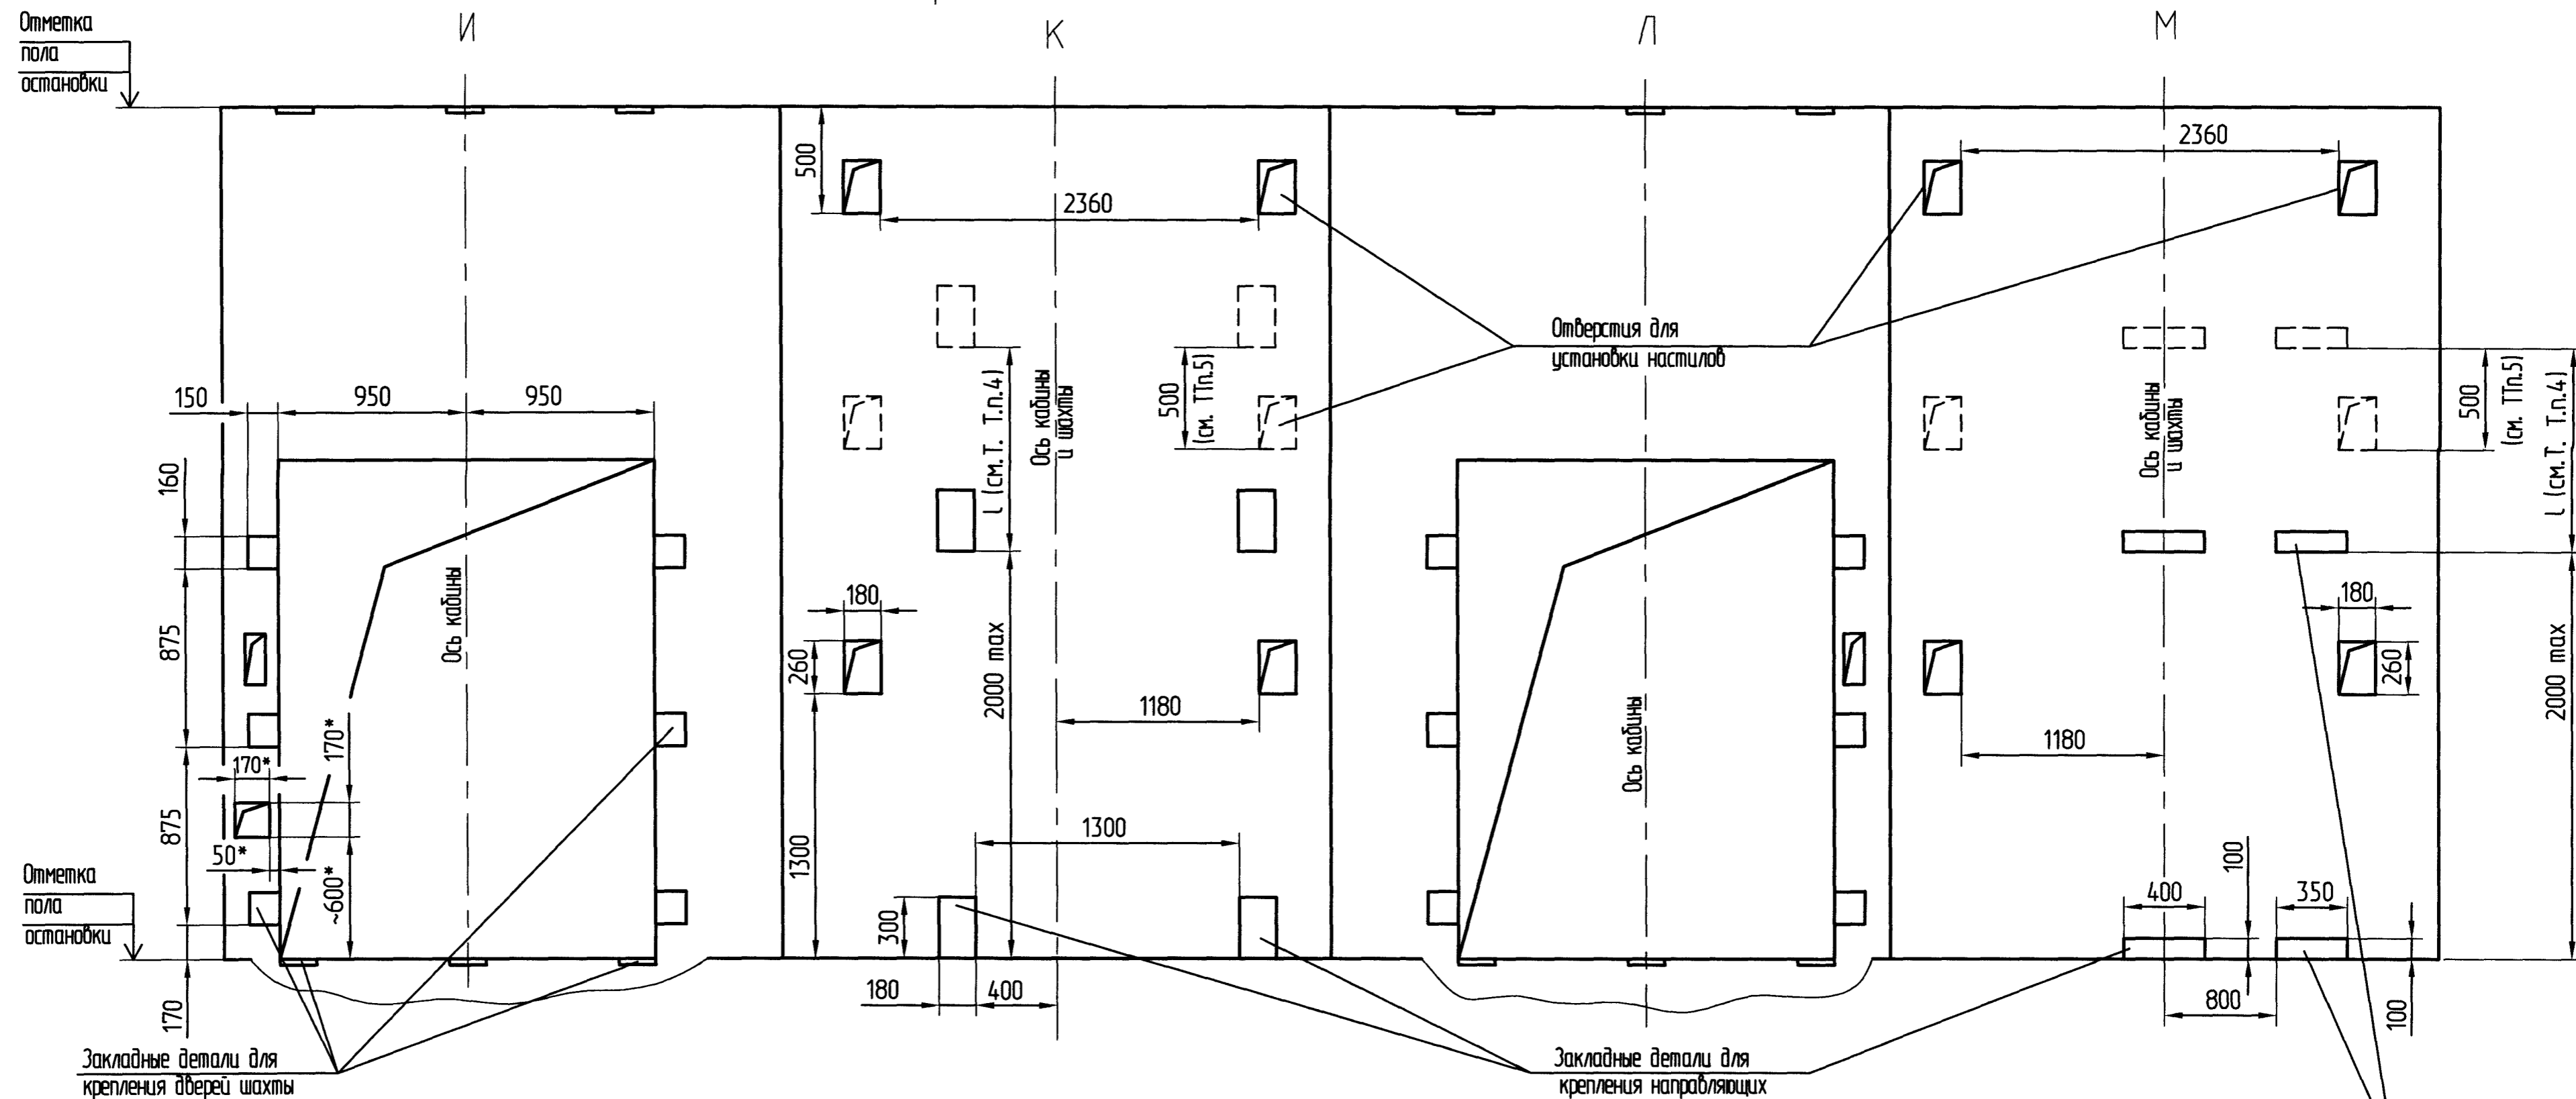 И
К
Л
М
Отметка
пола
остановки
500
2360
2360
Отверстия для
установки настилов
Ось кабины
и шахты
l (см. Т. Т.п.4)
500
(см. ТТп.5)
Ось кабины
и шахты
500
(см. ТТп.5)
l (см. Т. Т.п.4)
150
950
950
160
875
875
170
Ось кабины
170*
170*
50*
~600*
180
260
1300
2000 max
1180
1300
300
180
400
Ось кабины
180
260
2000 max
1180
100
400
350
800
100
Отметка
пола
остановки
Закладные детали для
крепления дверей шахты
Закладные детали для
крепления направляющих